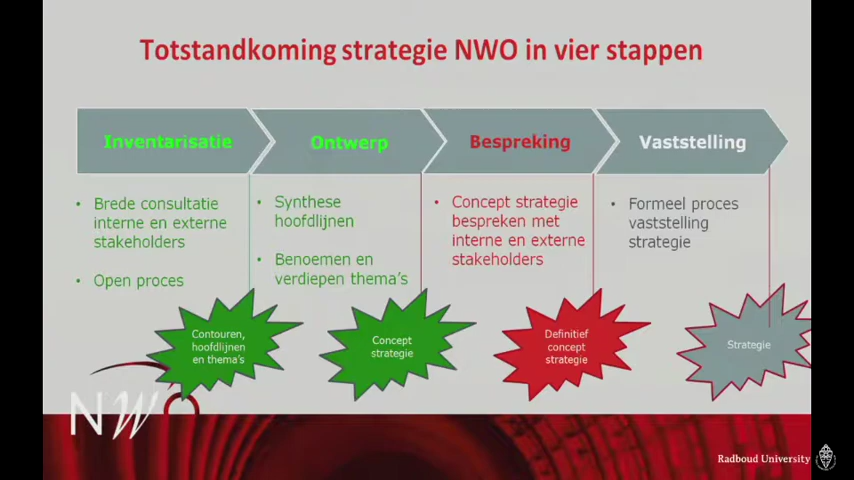 Totstandkoming strategie NWO in vier stappen
Inventarisatie
Ontwerp
Bespreking
Vaststelling
• Brede consultatie
interne en externe
stakeholders
• Open proces
• Synthese
hoofdlijnen
• Benoemen en
verdiepen thema's
• Concept strategie
bespreken met
interne en externe
stakeholders
• Formeel proces
vaststelling
strategie
Contouren,
hoofdlijnen
en thema's
Concept
strategie
Definitief
concept
strategie
Strategie
NWO
Radboud University